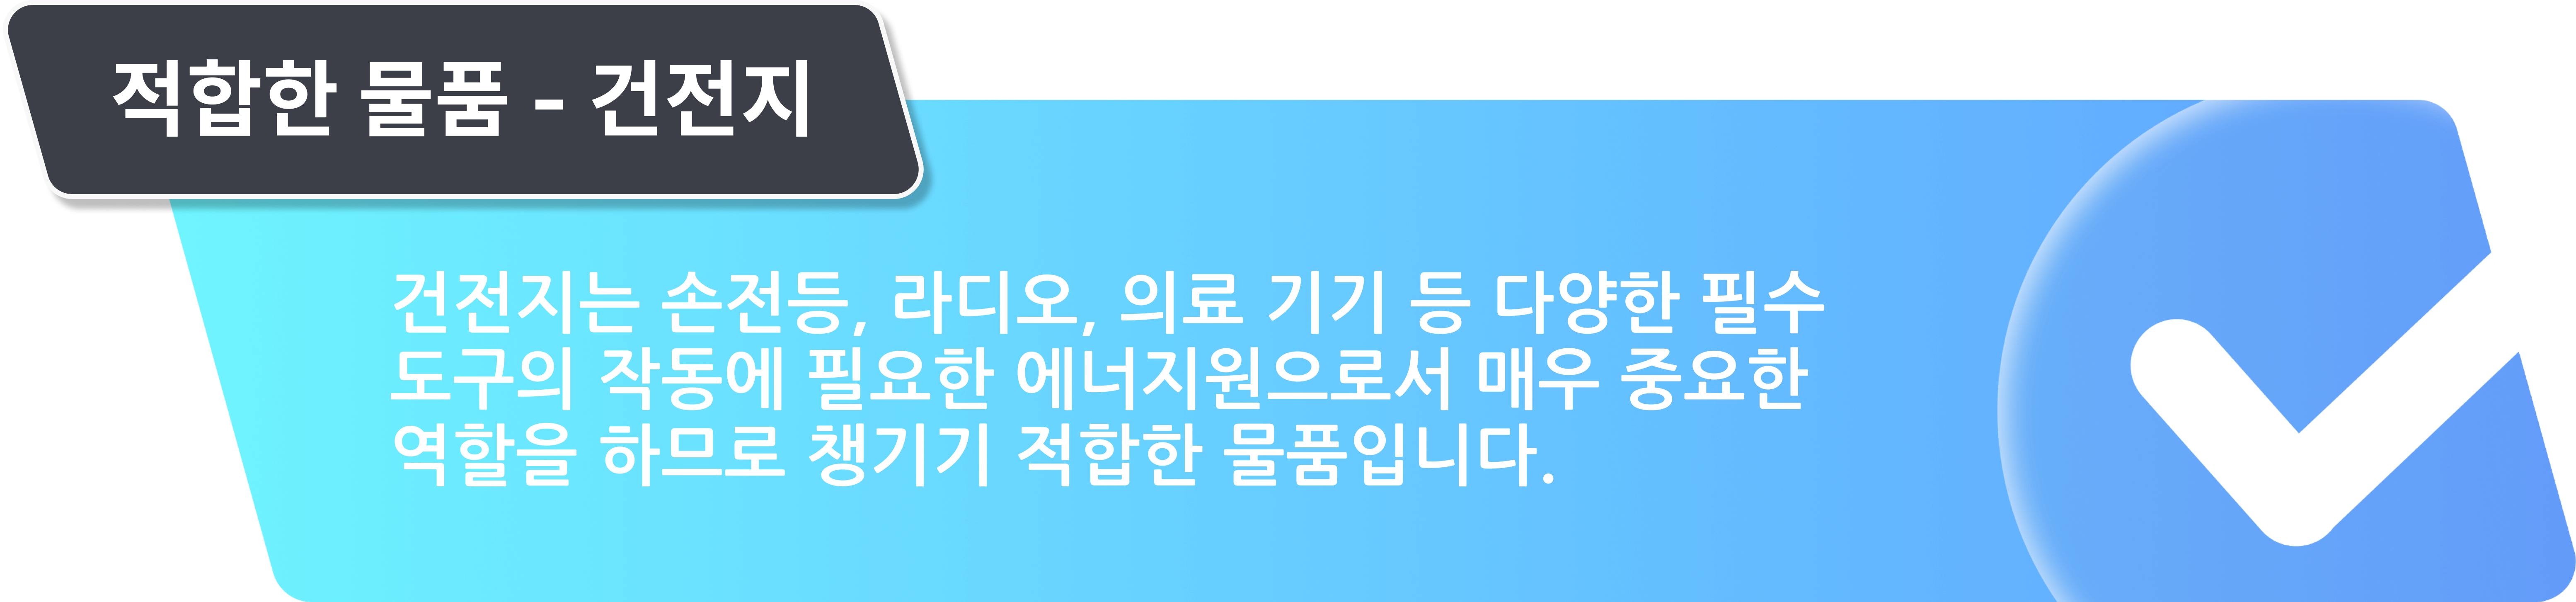 적합한 물품 - 건전지
건전지는 손전등, 라디오, 의료 기기 등 다양한 필수
도구의 작동에 필요한 에너지원으로서 매우 중요한
역할을 하므로 챙기기 적합한 물품입니다.